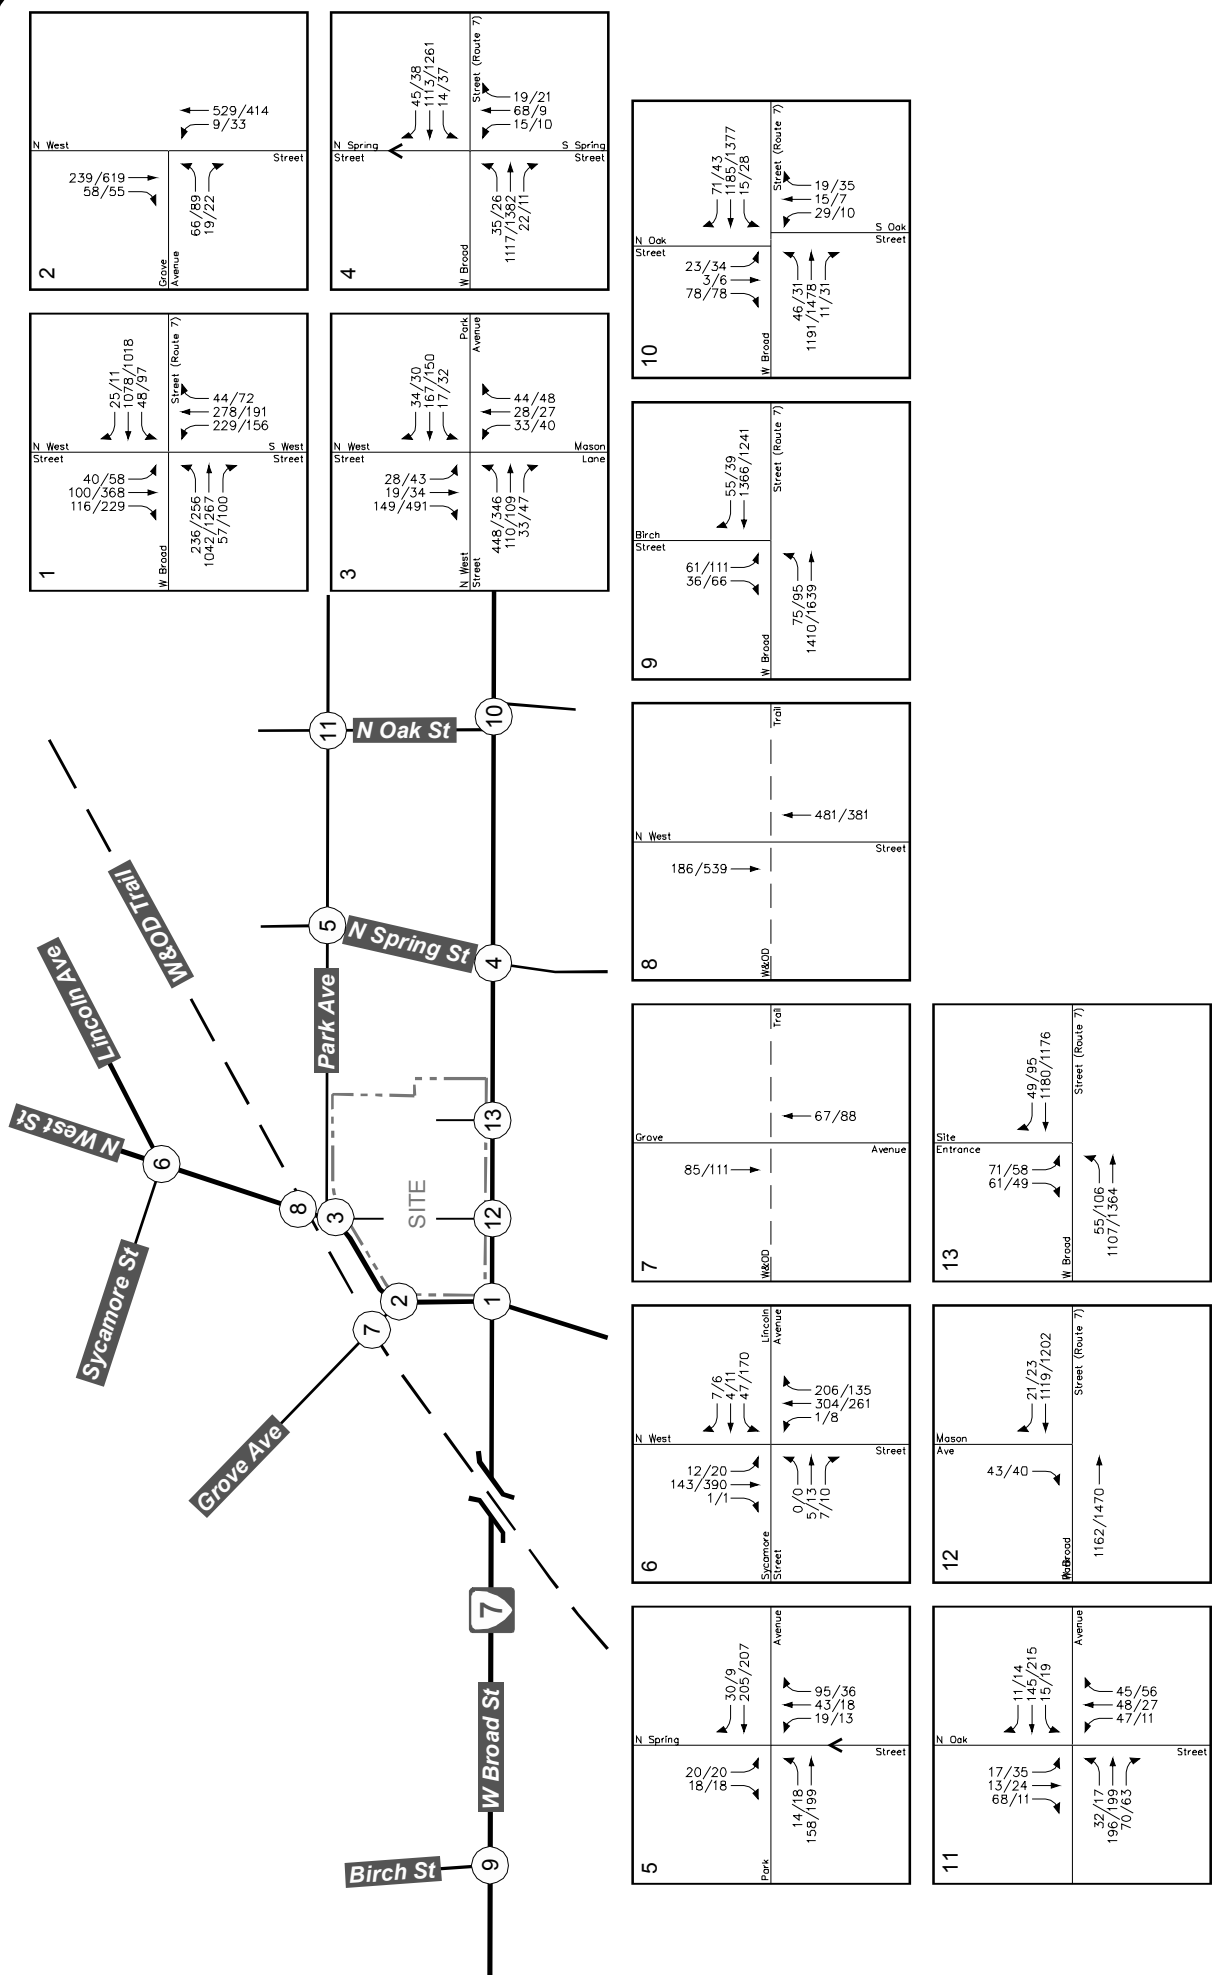 2
N West
Street
Grove
Avenue
529/414
9/33
239/619
58/55
66/89
19/22
4
N Spring
Street
S Spring
Street
W Broad
Street (Route 7)
45/38
1113/1261
14/37
19/21
68/9
15/10
35/26
1117/1382
22/11
1
N West
Street
S West
Street
W Broad
Street (Route 7)
25/11
1078/1018
48/97
44/72
278/191
229/156
40/58
100/368
116/229
236/256
1042/1267
57/100
3
N West
Street
Mason
Lane
N West
Street
Park
Avenue
34/30
167/150
17/32
44/48
28/27
33/40
28/43
19/34
149/491
448/346
110/109
33/47
10
N Oak
Street
S Oak
Street
W Broad
Street (Route 7)
71/43
1185/1377
15/28
19/35
15/7
29/10
23/34
3/6
78/78
46/31
1191/1478
11/31
9
Birch
Street
W Broad
Street (Route 7)
55/39
1366/1241
61/111
36/66
75/95
1410/1639
8
N West
Street
W&OD
Trail
481/381
186/539
7
Grove
Avenue
W&OD
Trail
67/88
85/111
13
Site
Entrance
W Broad
Street (Route 7)
49/95
1180/1176
71/58
61/49
55/106
1107/1364
6
N West
Street
Sycamore
Street
Lincoln
Avenue
7/6
4/11
47/170
206/135
304/261
1/8
12/20
143/390
1/1
0/0
5/13
7/10
12
Mason
Ave
Street (Route 7)
21/23
1119/1202
43/40
1162/1470
5
N Spring
Street
Park
Avenue
30/9
205/207
95/36
43/18
19/13
20/20
18/18
14/18
158/199
11
N Oak
Street
Avenue
11/14
145/215
15/19
45/56
48/27
47/11
17/35
13/24
68/11
32/17
196/199
70/63
N Oak St
11
10
W&OD Trail
Lincoln Ave
N West St
Sycamore St
Grove Ave
Park Ave
N Spring St
5
4
6
8
3
SITE
13
12
2
7
1
7
W Broad St
Birch St
9